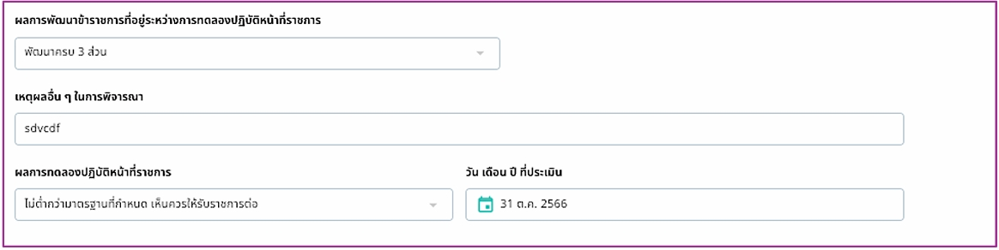 ผลการพัฒนาข้าราชการที่อยู่ระหว่างการทดลองปฏิบัติหน้าที่ราชการ
พัฒนาครบ 3 ส่วน
เหตุผลอื่น ๆ ในการพิจารณา
sdvcdf
ผลการทดลองปฏิบัติหน้าที่ราชการ
ไม่ต่ำกว่ามาตรฐานที่กำหนด เห็นควรให้รับราชการต่อ
วัน เดือน ปี ที่ประเมิน
31 ต.ค. 2566